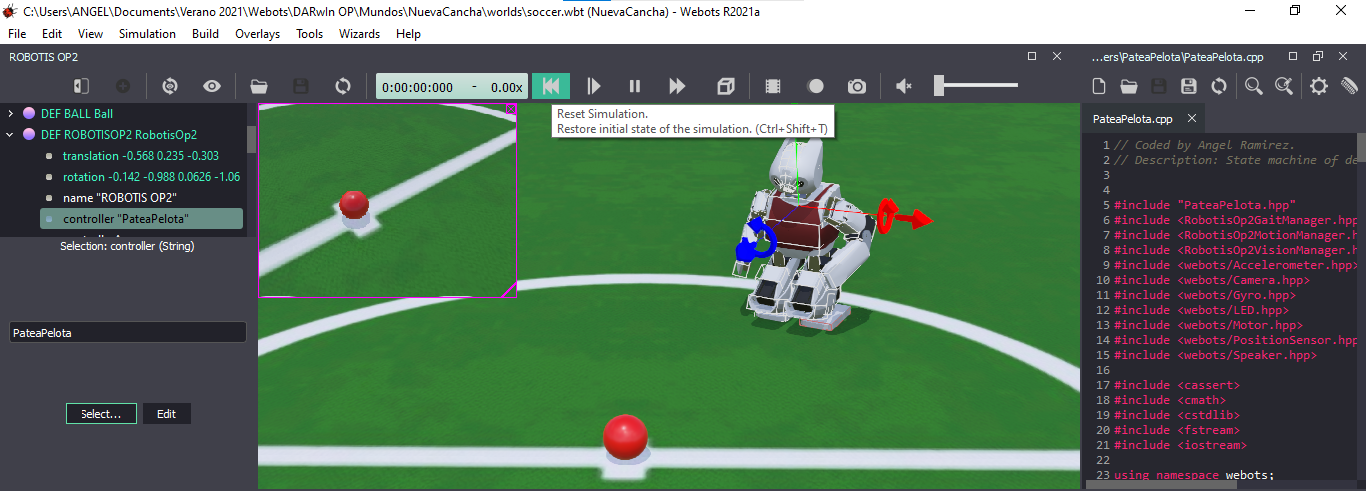 C:\Users\ANGEL\Documents\Verano 2021\Webots\DARwIn OP\Mundos\NuevaCancha\worlds\soccer.wbt (NuevaCancha) - Webots R2021a
File Edit View Simulation Build Overlays Tools Wizards Help
ROBOTIS OP2
...ers\PateaPelota\PateaPelota.cpp
0:00:00:000 - 0.00x
DEF BALL Ball
DEF ROBOTISOP2 RobotisOp2
translation -0.568 0.235 -0.303
rotation -0.142 -0.988 0.0626 -1.06
name "ROBOTIS OP2"
controller "PateaPelota"
Selection: controller (String)
PateaPelota
Select... Edit
Reset Simulation.
Restore initial state of the simulation. (Ctrl+Shift+T)
PateaPelota.cpp
1 // Coded by Angel Ramirez.
2 // Description: State machine of de
3
4
5 #include "PateaPelota.hpp"
6 #include <RobotisOp2GaitManager.hpp
7 #include <RobotisOp2MotionManager.h
8 #include <RobotisOp2VisionManager.h
9 #include <webots/Accelerometer.hpp>
10 #include <webots/Camera.hpp>
11 #include <webots/Gyro.hpp>
12 #include <webots/LED.hpp>
13 #include <webots/Motor.hpp>
14 #include <webots/PositionSensor.hpp
15 #include <webots/Speaker.hpp>
16
17 #include <cassert>
18 #include <cmath>
19 #include <cstdlib>
20 #include <fstream>
21 #include <iostream>
22
23 using namespace webots;